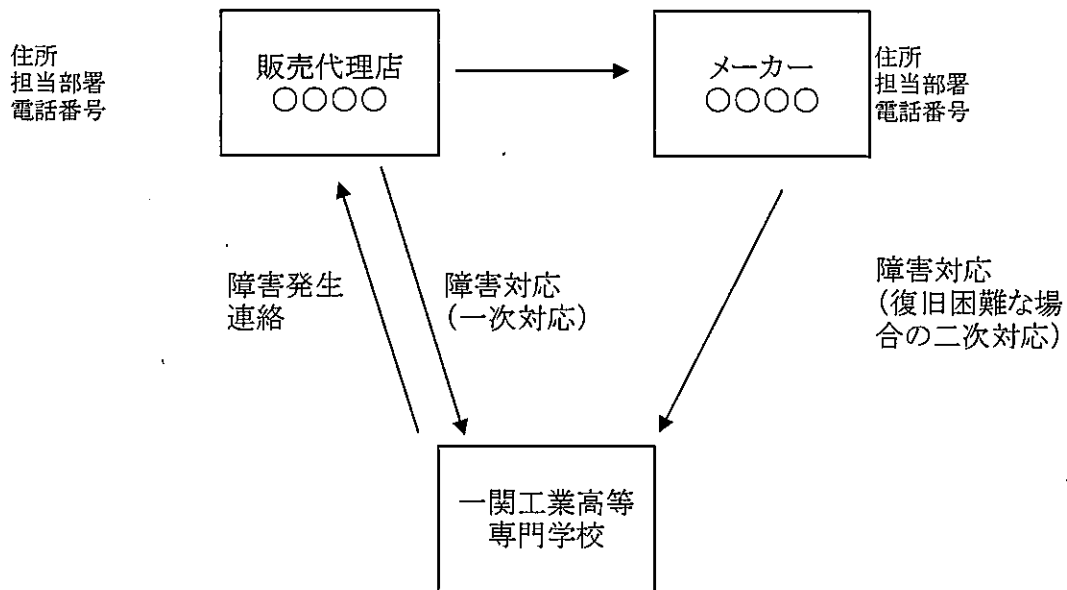 住所
担当部署
電話番号
販売代理店
○○○○
メーカー
○○○○
住所
担当部署
電話番号
障害発生
連絡
障害対応
(一次対応)
障害対応
(復旧困難な場
合の二次対応)
一関工業高等
専門学校